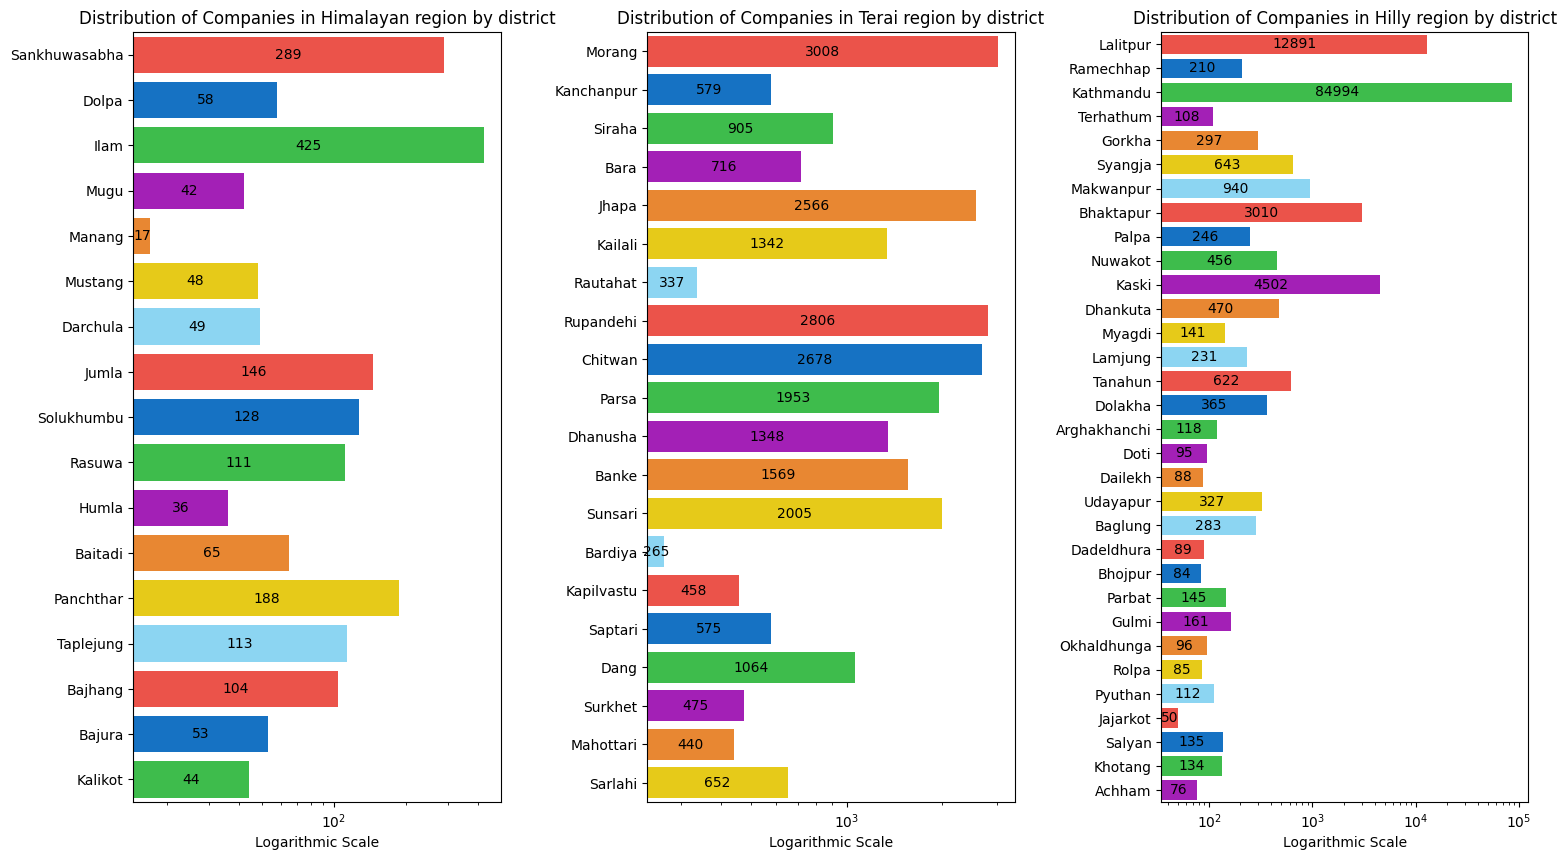 Distribution of Companies in Himalayan region by district
Sankhuwasabha 289
Dolpa 58
Ilam 425
Mugu 42
Manang 17
Mustang 48
Darchula 49
Jumla 146
Solukhumbu 128
Rasuwa 111
Humla 36
Baitadi 65
Panchthar 188
Taplejung 113
Bajhang 104
Bajura 53
Kalikot 44
10²
Logarithmic Scale
Distribution of Companies in Terai region by district
Morang 3008
Kanchanpur 579
Siraha 905
Bara 716
Jhapa 2566
Kailali 1342
Rautahat 337
Rupandehi 2806
Chitwan 2678
Parsa 1953
Dhanusha 1348
Banke 1569
Sunsari 2005
Bardiya 265
Kapilvastu 458
Saptari 575
Dang 1064
Surkhet 475
Mahottari 440
Sarlahi 652
10³
Logarithmic Scale
Distribution of Companies in Hilly region by district
Lalitpur 12891
Ramechhap 210
Kathmandu 84994
Terhathum 108
Gorkha 297
Syangja 643
Makwanpur 940
Bhaktapur 3010
Palpa 246
Nuwakot 456
Kaski 4502
Dhankuta 470
Myagdi 141
Lamjung 231
Tanahun 622
Dolakha 365
Arghakhanchi 118
Doti 95
Dailekh 88
Udayapur 327
Baglung 283
Dadeldhura 89
Bhojpur 84
Parbat 145
Gulmi 161
Okhaldhunga 96
Rolpa 85
Pyuthan 112
Jajarkot 50
Salyan 135
Khotang 134
Achham 76
10² 10³ 10⁴ 10⁵
Logarithmic Scale